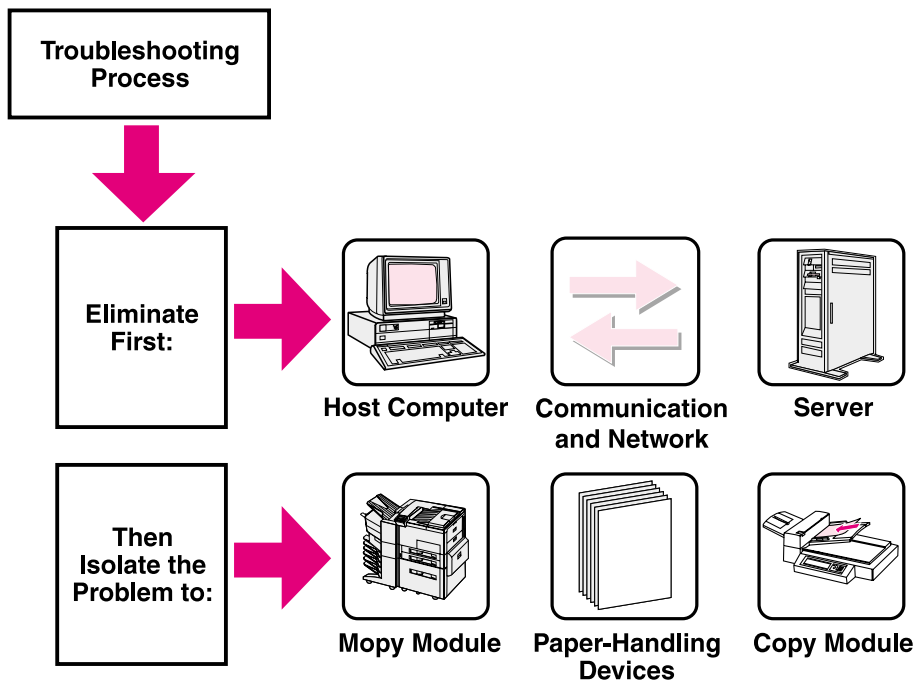 Troubleshooting
Process
Eliminate
First:
Host Computer
Communication
and Network
Server
Then
Isolate the
Problem to:
Mopy Module
Paper-Handling
Devices
Copy Module